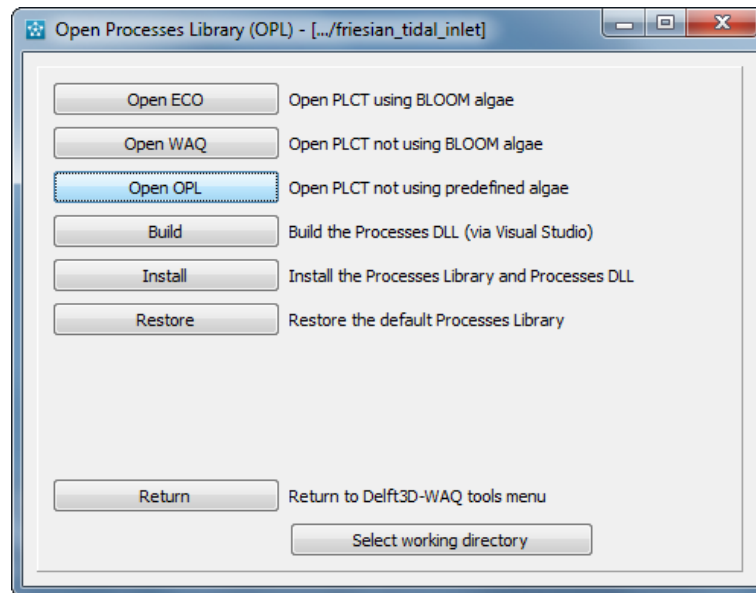 Open Processes Library (OPL) - [.../friesian_tidal_inlet]
Open ECO Open PLCT using BLOOM algae
Open WAQ Open PLCT not using BLOOM algae
Open OPL Open PLCT not using predefined algae
Build Build the Processes DLL (via Visual Studio)
Install Install the Processes Library and Processes DLL
Restore Restore the default Processes Library
Return Return to Delft3D-WAQ tools menu
Select working directory